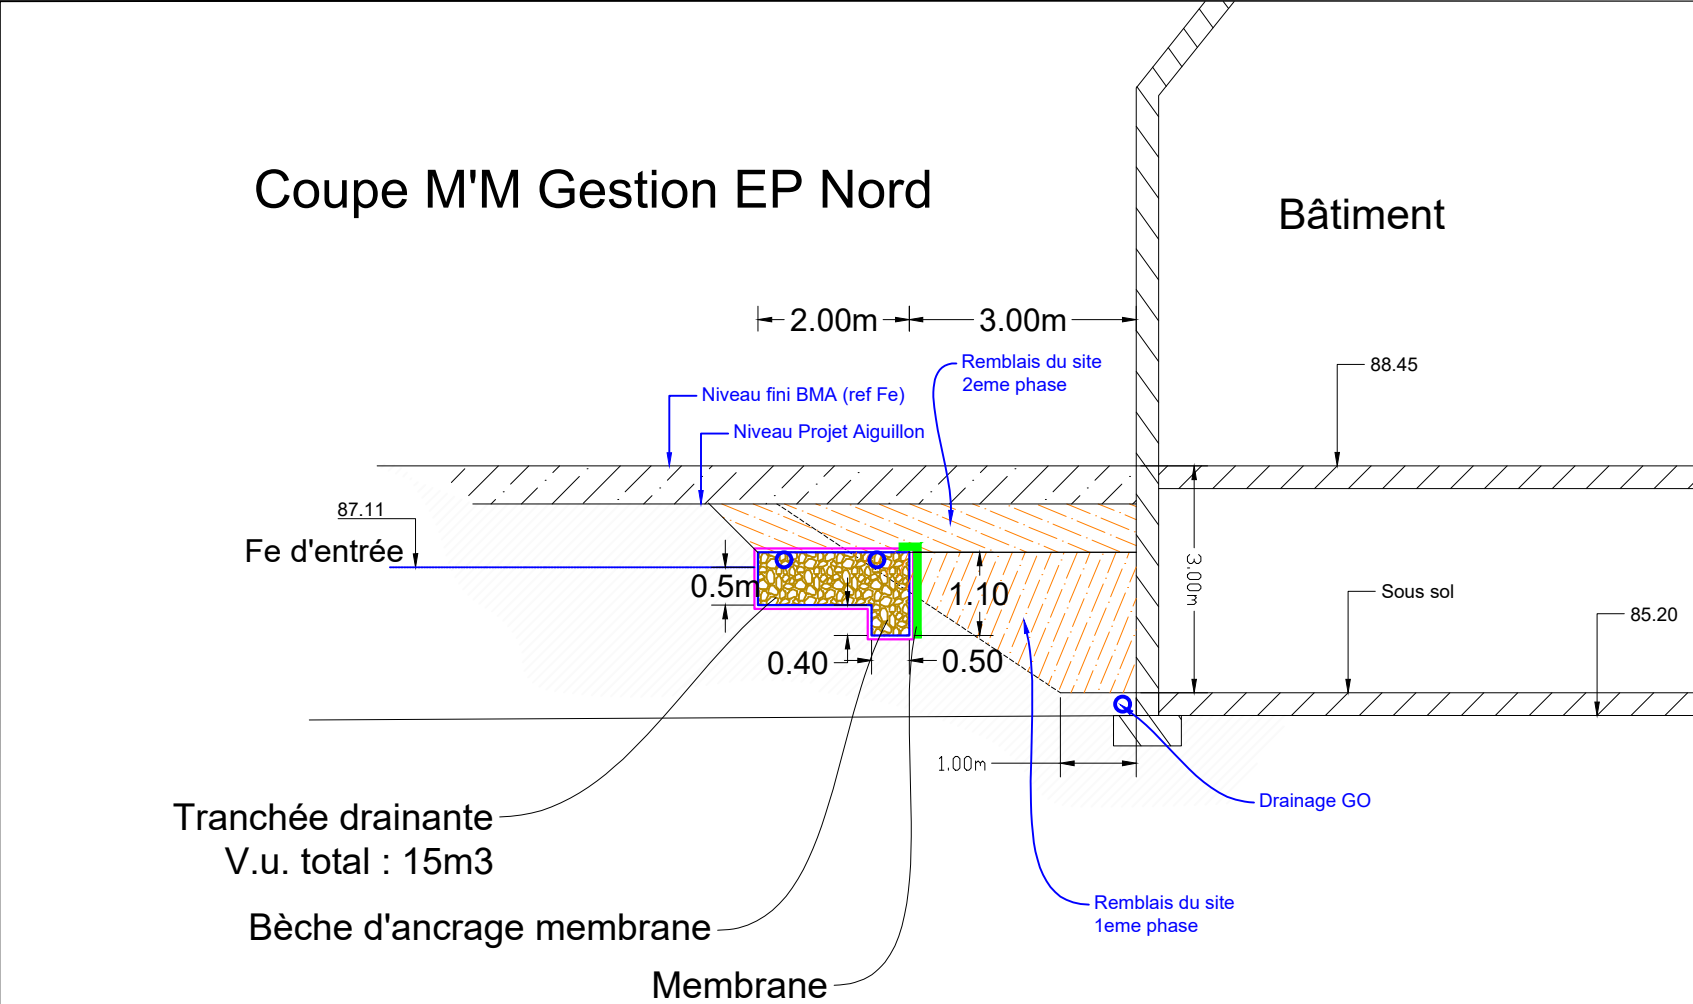 Coupe M'M Gestion EP Nord
Bâtiment
2.00m
3.00m
Remblais du site
2eme phase
88.45
Niveau fini BMA (ref Fe)
Niveau Projet Aiguillon
87.11
Fe d'entrée
0.5m
1.10
3.00m
Sous sol
85.20
0.40
0.50
1.00m
Drainage GO
Tranchée drainante
V.u. total : 15m3
Remblais du site
1eme phase
Bèche d'ancrage membrane
Membrane